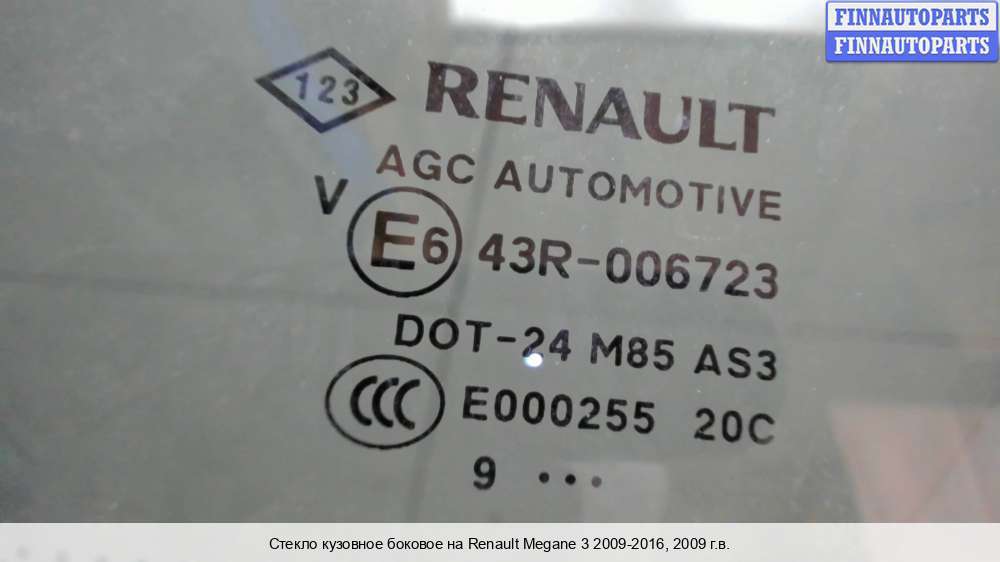 FINNAUTOPARTS
FINNAUTOPARTS
123 RENAULT
AGC AUTOMOTIVE
V E6 43R-006723
DOT-24 M85 AS3
CCC E000255 20C
9 ...
Стекло кузовное боковое на Renault Megane 3 2009-2016, 2009 г.в.